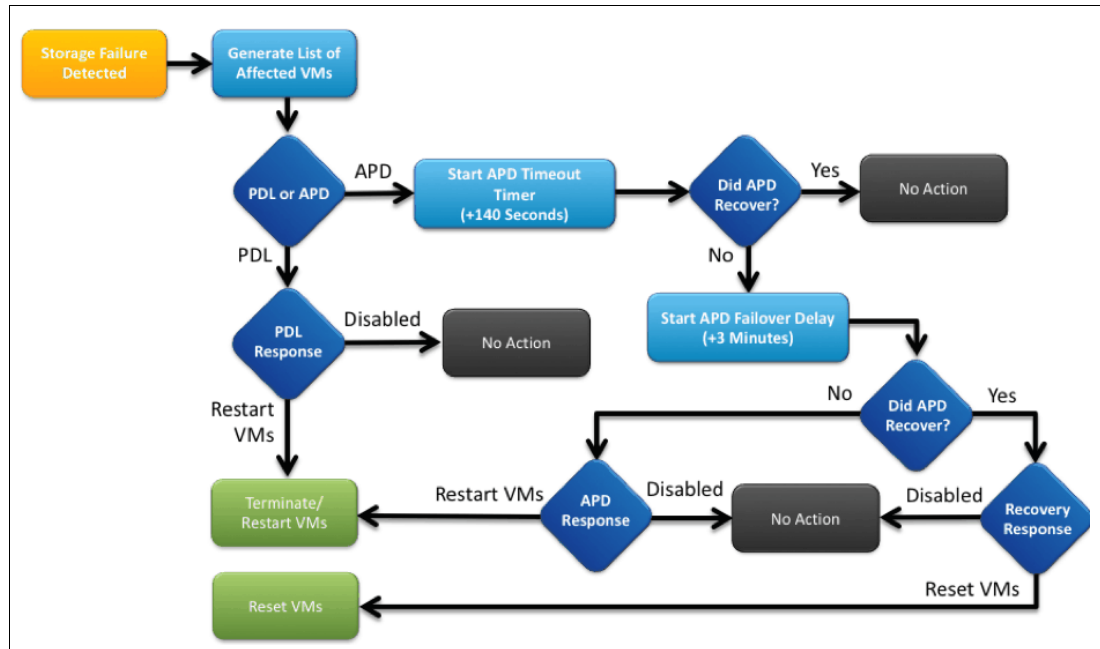 Storage Failure
Detected
Generate List of
Affected VMs
PDL or APD
APD
Start APD Timeout
Timer
(+140 Seconds)
Did APD
Recover?
Yes
No Action
PDL
No
Start APD Failover Delay
(+3 Minutes)
PDL
Response
Disabled
No Action
Restart
VMs
No
Did APD
Recover?
Yes
Terminate/
Restart VMs
Restart VMs
APD
Response
Disabled
No Action
Disabled
Recovery
Response
Reset VMs
Reset VMs